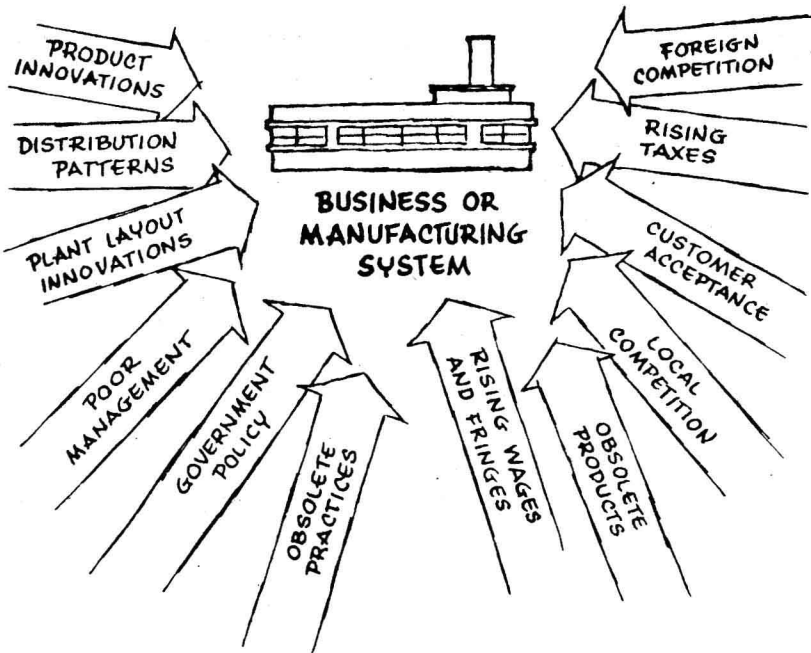 PRODUCT
INNOVATIONS
DISTRIBUTION
PATTERNS
PLANT LAYOUT
INNOVATIONS
POOR
MANAGEMENT
GOVERNMENT
POLICY
OBSOLETE
PRACTICES
BUSINESS OR
MANUFACTURING
SYSTEM
RISING WAGES
AND FRINGES
OBSOLETE
PRODUCTS
LOCAL
COMPETITION
CUSTOMER
ACCEPTANCE
RISING
TAXES
FOREIGN
COMPETITION